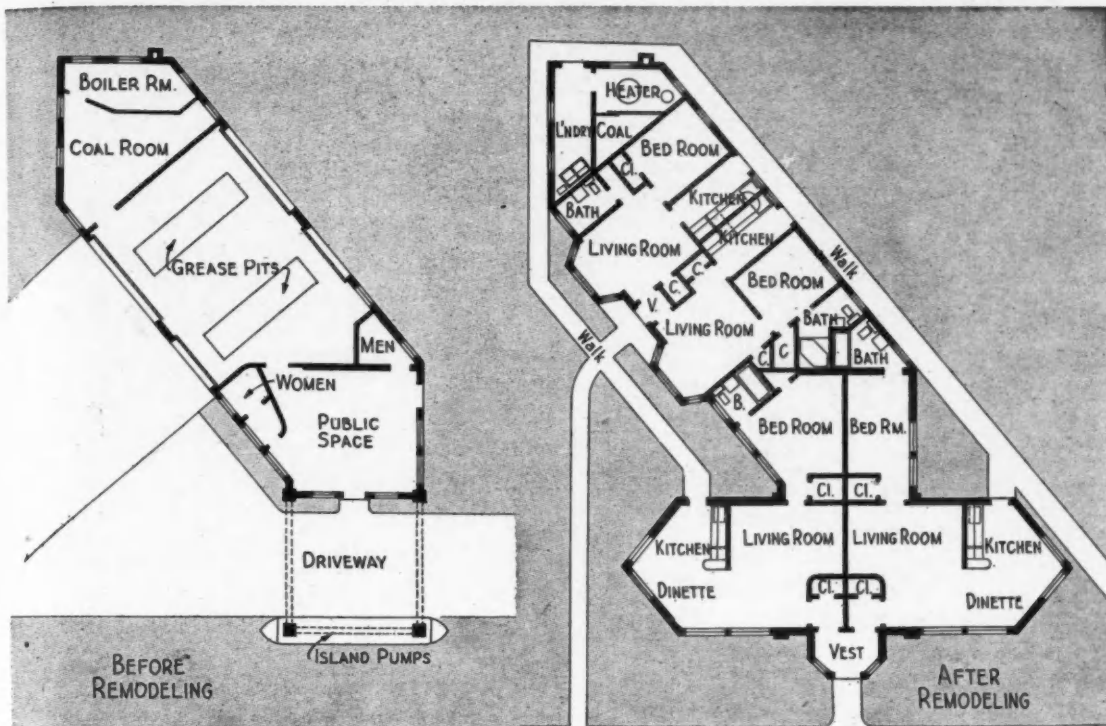 BOILER RM.
COAL ROOM
GREASE PITS
MEN
WOMEN
PUBLIC
SPACE
DRIVEWAY
ISLAND PUMPS
BEFORE
REMODELING
HEATER
L'NDRY
COAL
BED ROOM
Cl.
BATH
KITCHEN
KITCHEN
LIVING ROOM
C.
C.
V.
BED ROOM
LIVING ROOM
BATH
C.
C
BATH
B.
Walk
Walk
BED ROOM
BED RM.
Cl.
Cl.
KITCHEN
LIVING ROOM
LIVING ROOM
KITCHEN
DINETTE
Cl.
Cl.
DINETTE
VEST
AFTER
REMODELING